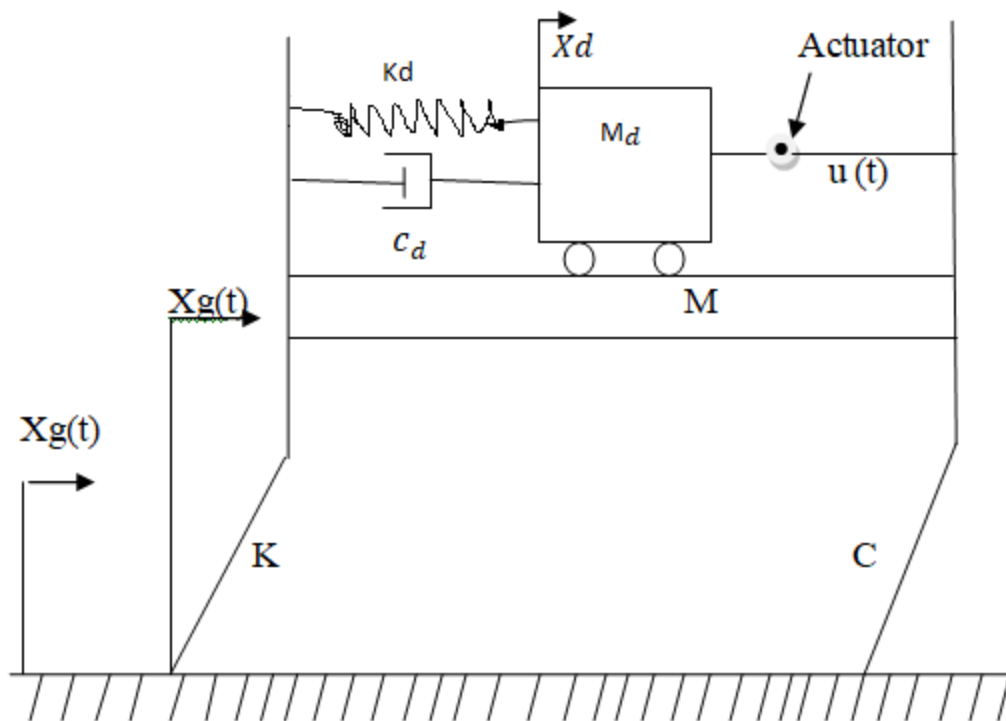 Xd
Actuator
Kd
Md
u (t)
cd
Xg(t)
M
Xg(t)
K
C